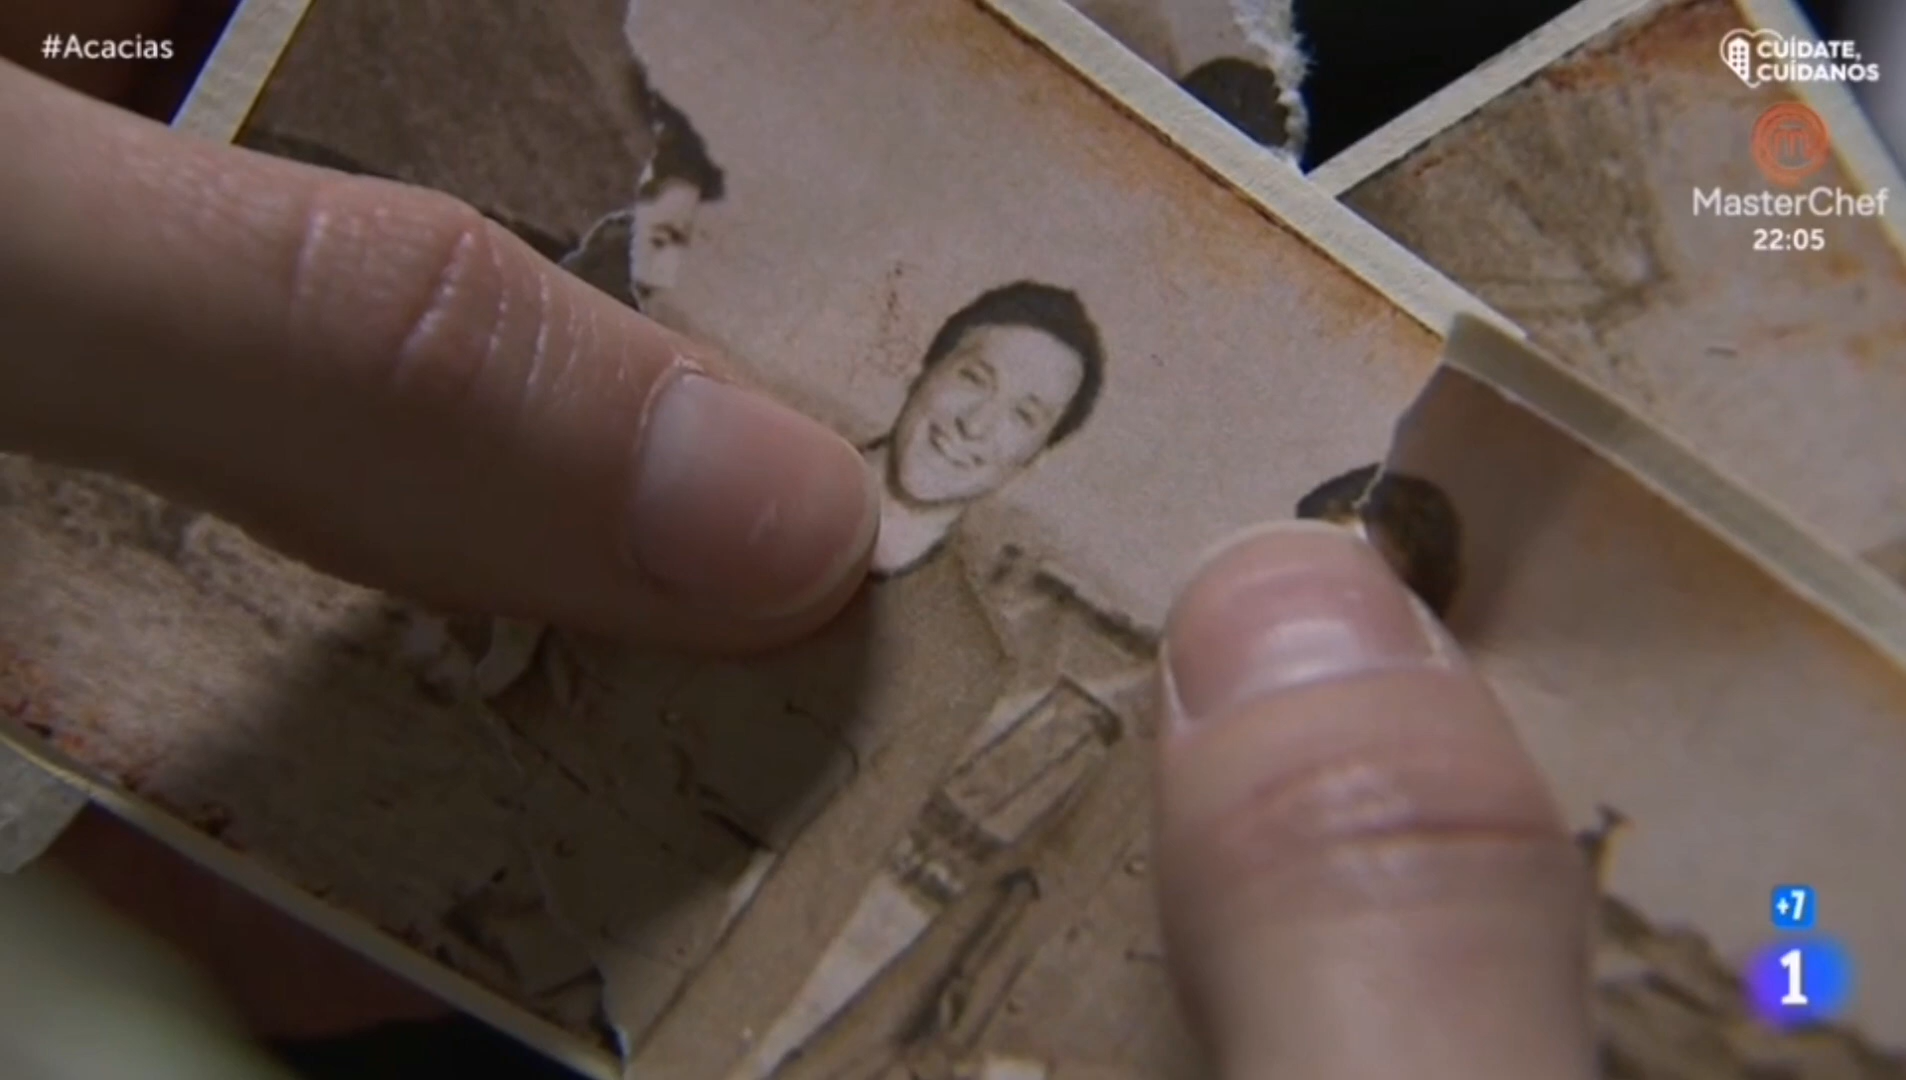 #Acacias
CUÍDATE,
CUÍDANOS
MasterChef
22:05
+7
1